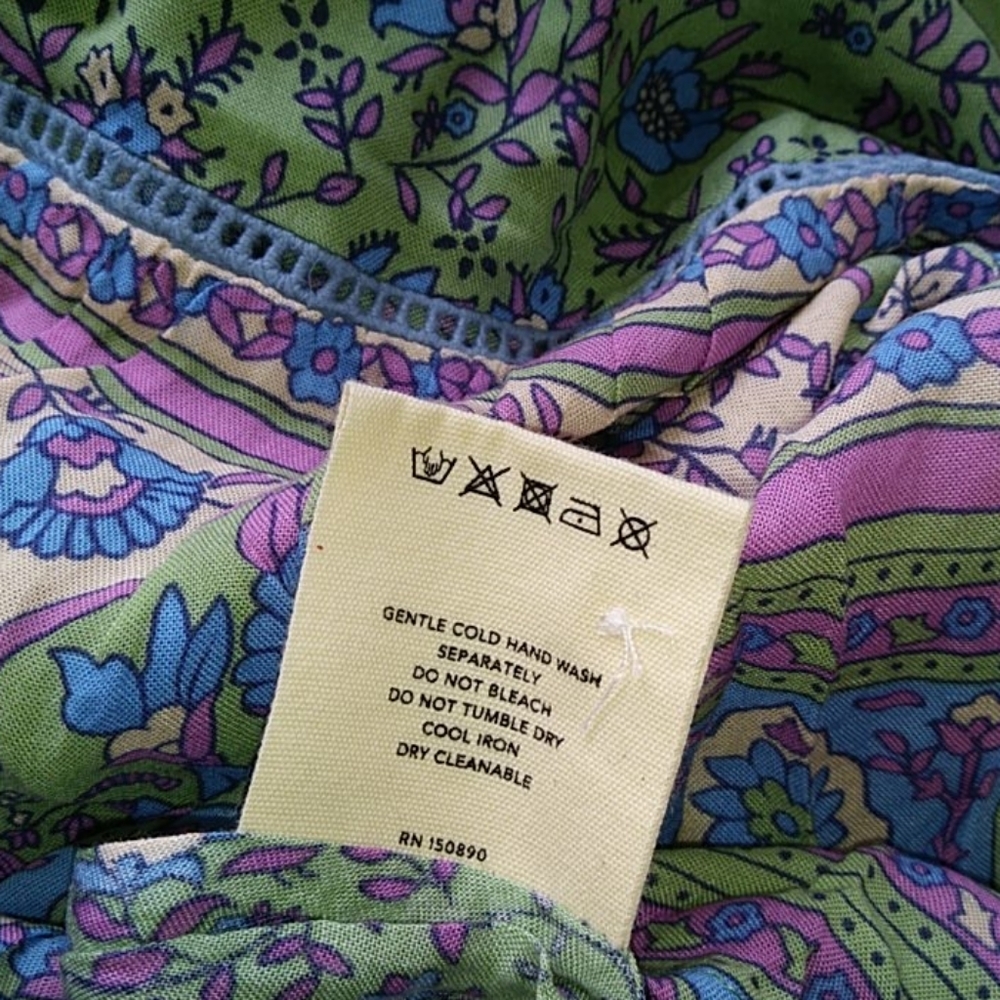 GENTLE COLD HAND WASH
SEPARATELY
DO NOT BLEACH
DO NOT TUMBLE DRY
COOL IRON
DRY CLEANABLE
RN 150890